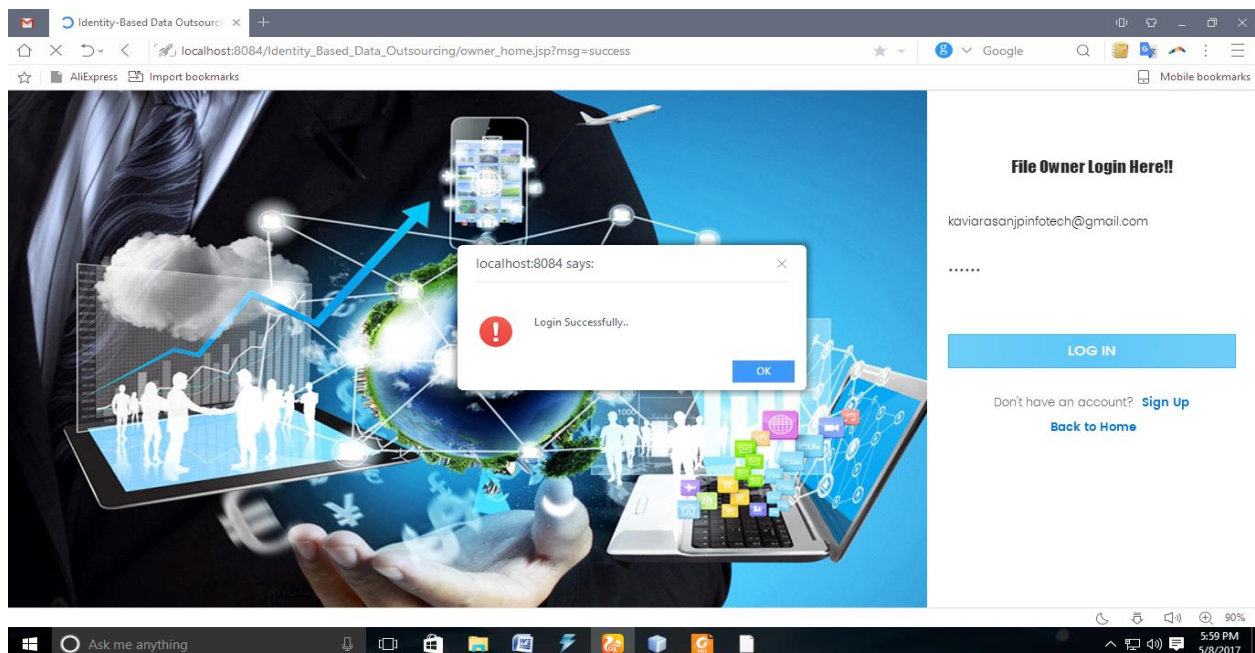 Identity-Based Data Outsourci
localhost:8084/Identity_Based_Data_Outsourcing/owner_home.jsp?msg=success
Google
AliExpress
Import bookmarks
Mobile bookmarks
File Owner Login Here!!
kaviarasanjpinfotech@gmail.com
localhost:8084 says:
Login Successfully..
OK
LOG IN
Don't have an account? Sign Up
Back to Home
90%
Ask me anything
5:59 PM
5/8/2017